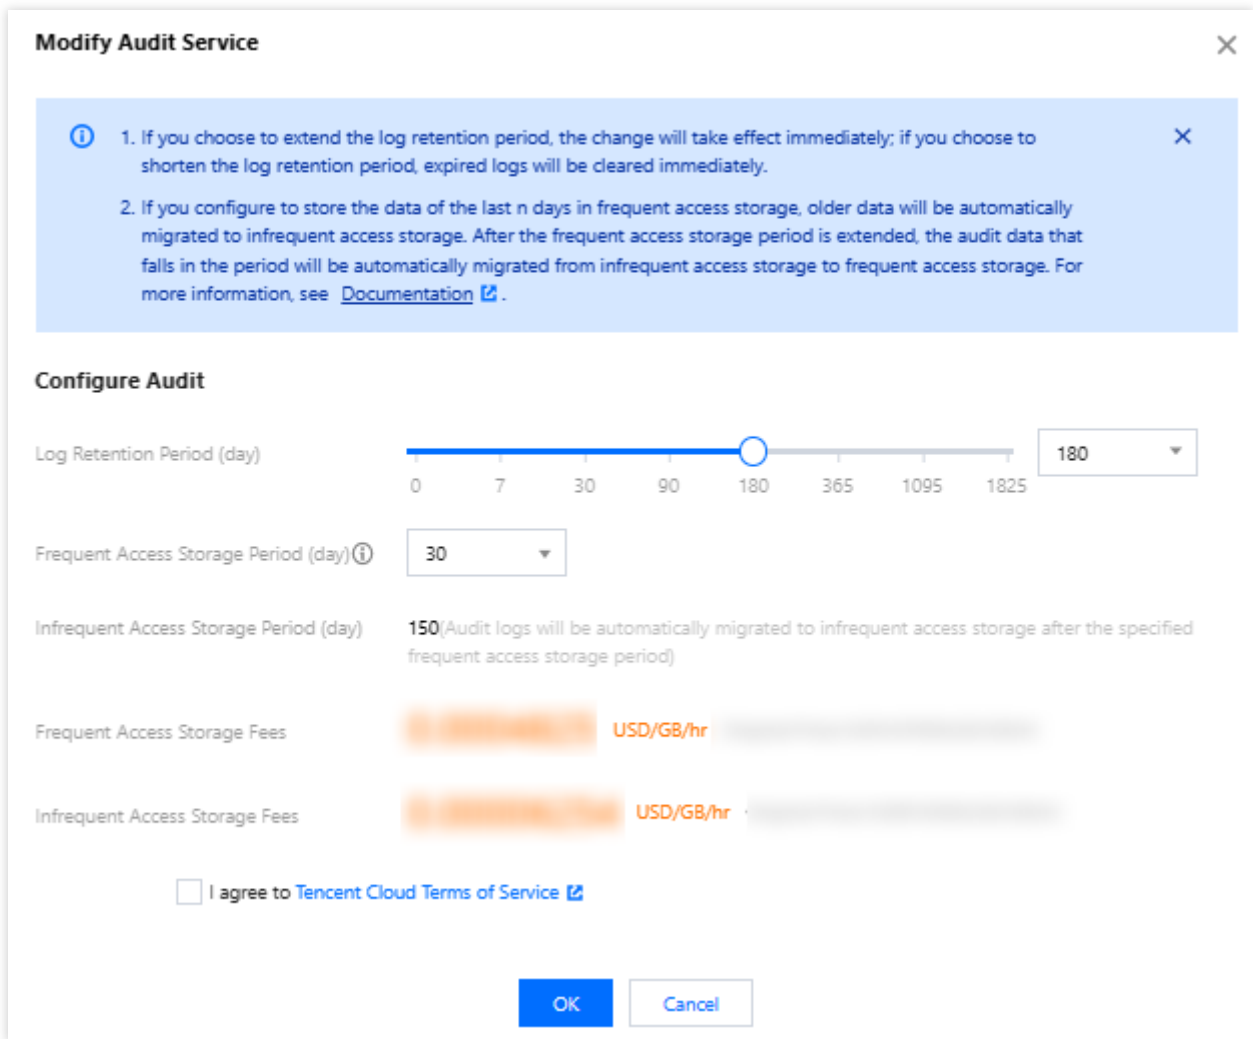 Modify Audit Service
1. If you choose to extend the log retention period, the change will take effect immediately; if you choose to
shorten the log retention period, expired logs will be cleared immediately.
2. If you configure to store the data of the last n days in frequent access storage, older data will be automatically
migrated to infrequent access storage. After the frequent access storage period is extended, the audit data that
falls in the period will be automatically migrated from infrequent access storage to frequent access storage. For
more information, see Documentation .
Configure Audit
Log Retention Period (day)
180
0 7 30 90 180 365 1095 1825
Frequent Access Storage Period (day) 30
Infrequent Access Storage Period (day) 150(Audit logs will be automatically migrated to infrequent access storage after the specified
frequent access storage period)
Frequent Access Storage Fees USD/GB/hr
Infrequent Access Storage Fees USD/GB/hr
I agree to Tencent Cloud Terms of Service
OK Cancel